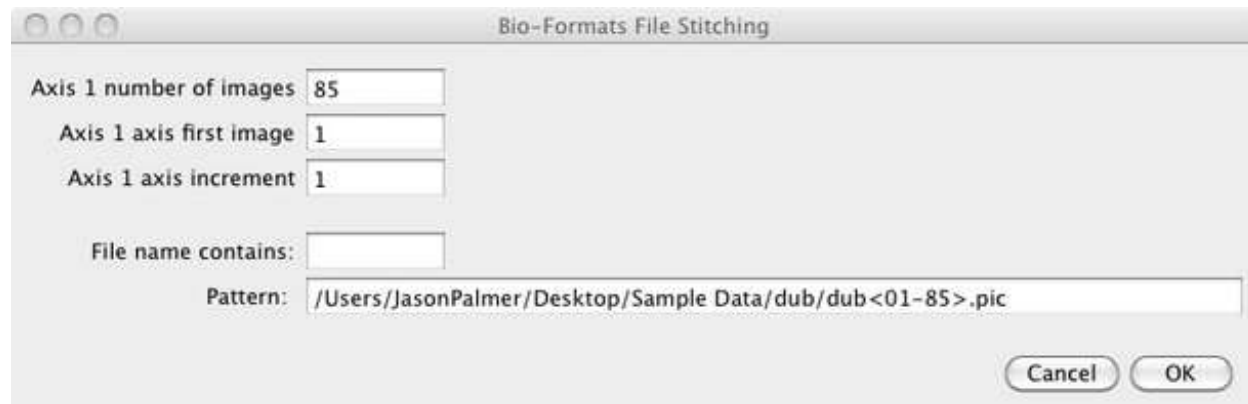 Bio-Formats File Stitching
Axis 1 number of images 85
Axis 1 axis first image 1
Axis 1 axis increment 1
File name contains:
Pattern: /Users/JasonPalmer/Desktop/Sample Data/dub/dub<01-85>.pic
Cancel OK